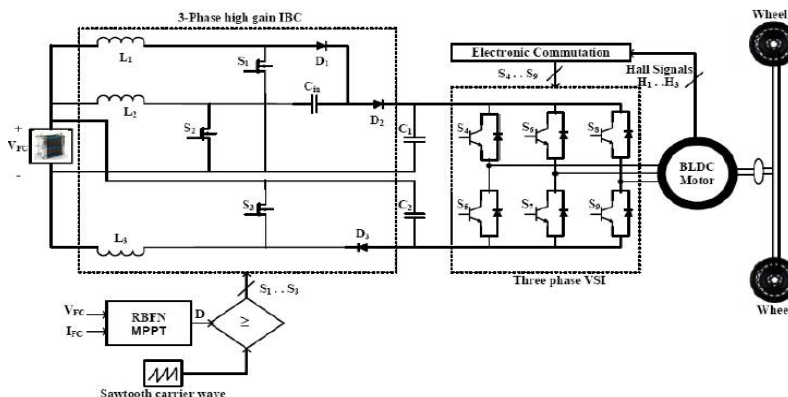 3-Phase high gain IBC
Wheel
L1
S1
D1
Electronic Commutation
Hall Signals
H1 . . H3
S4 . . S9
L2
Cin
D2
S2
C1
S4
S6
S8
+
VFC
-
BLDC
Motor
S3
C2
S5
S7
S9
L3
D3
Three phase VSI
S1 . . S3
VFC
IFC
RBFN
MPPT
D
≥
Wheel
Sawtooth carrier wave